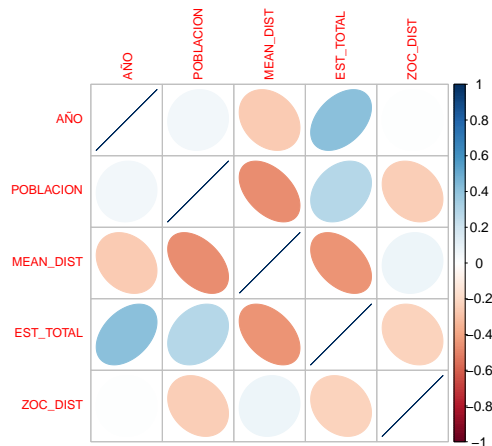 AÑO
POBLACION
MEAN_DIST
EST_TOTAL
ZOC_DIST
AÑO
POBLACION
MEAN_DIST
EST_TOTAL
ZOC_DIST
1
0.8
0.6
0.4
0.2
0
−0.2
−0.4
−0.6
−0.8
−1